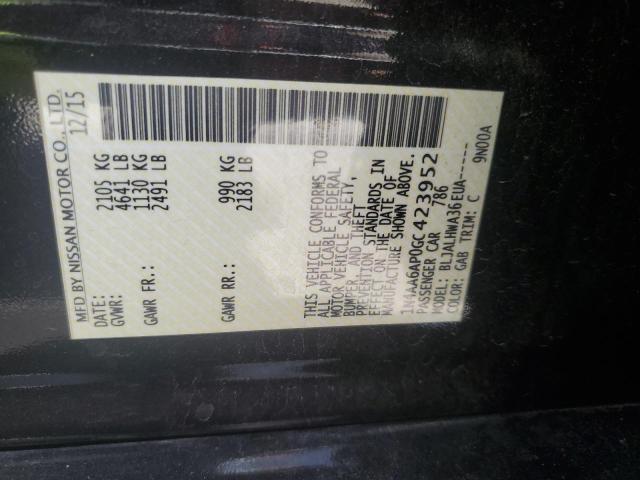 MFD BY NISSAN MOTOR CO., LTD.
12/15
GVWR: 2105 KG
4641 LB
GAWR FR.: 1130 KG
2491 LB
GAWR RR.: 990 KG
2183 LB
THIS VEHICLE CONFORMS TO
ALL APPLICABLE FEDERAL
MOTOR VEHICLE SAFETY,
BUMPER, AND THEFT
PREVENTION STANDARDS IN
EFFECT ON THE DATE OF
MANUFACTURE SHOWN ABOVE.
1N4AA6AP0GC423952
PASSENGER CAR 786
MODEL: BLJALHWA36EUA-----
COLOR: GAB TRIM: C 9N00A